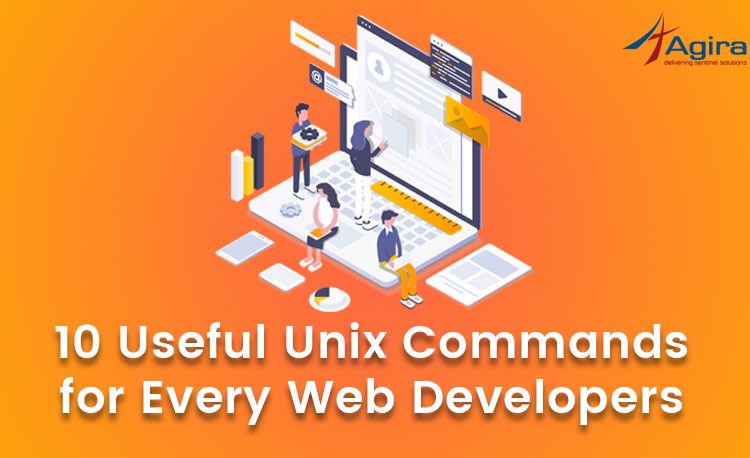 Agira
delivering sentinel solutions
@
10 Useful Unix Commands
for Every Web Developers